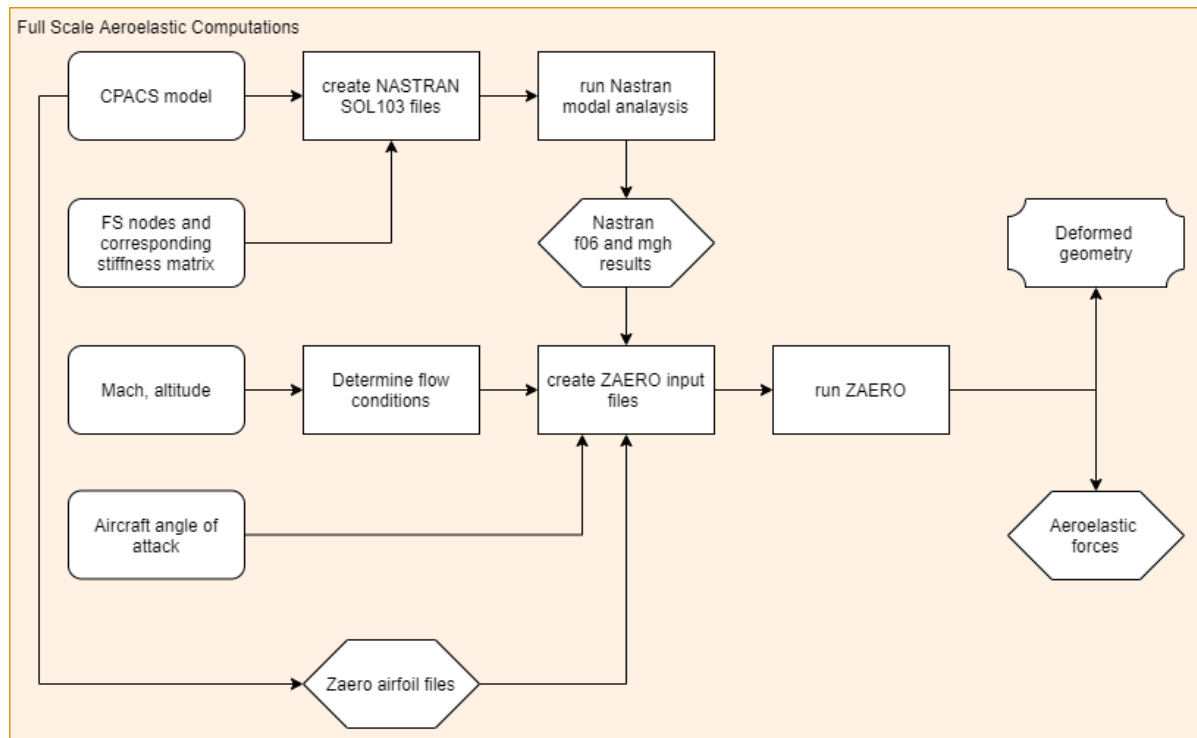 Full Scale Aeroelastic Computations
CPACS model
create NASTRAN
SOL103 files
run Nastran
modal analaysis
FS nodes and
corresponding
stiffness matrix
Nastran
f06 and mgh
results
Deformed
geometry
Mach, altitude
Determine flow
conditions
create ZAERO input
files
run ZAERO
Aircraft angle of
attack
Aeroelastic
forces
Zaero airfoil files